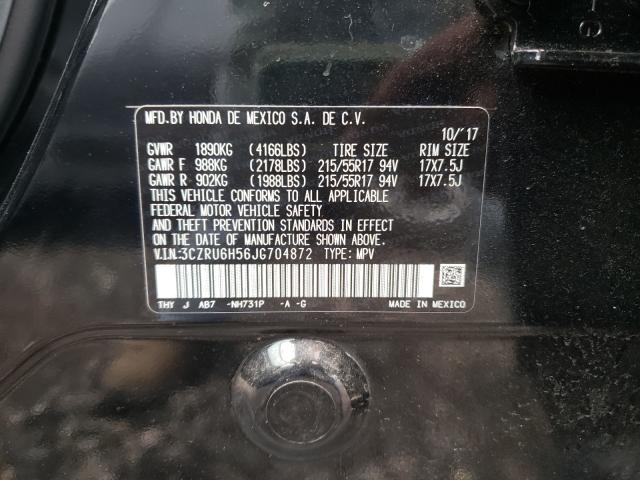 MFD.BY HONDA DE MEXICO S.A. DE C.V.
10/'17
GVWR 1890KG (4166LBS) TIRE SIZE RIM SIZE
GAWR F 988KG (2178LBS) 215/55R17 94V 17X7.5J
GAWR R 902KG (1988LBS) 215/55R17 94V 17X7.5J
THIS VEHICLE CONFORMS TO ALL APPLICABLE
FEDERAL MOTOR VEHICLE SAFETY
AND THEFT PREVENTION STANDARDS IN EFFECT
ON THE DATE OF MANUFACTURE SHOWN ABOVE.
V.I.N:3CZRU6H56JG704872 TYPE: MPV
THY J AB7 -NH731P -A -G MADE IN MEXICO